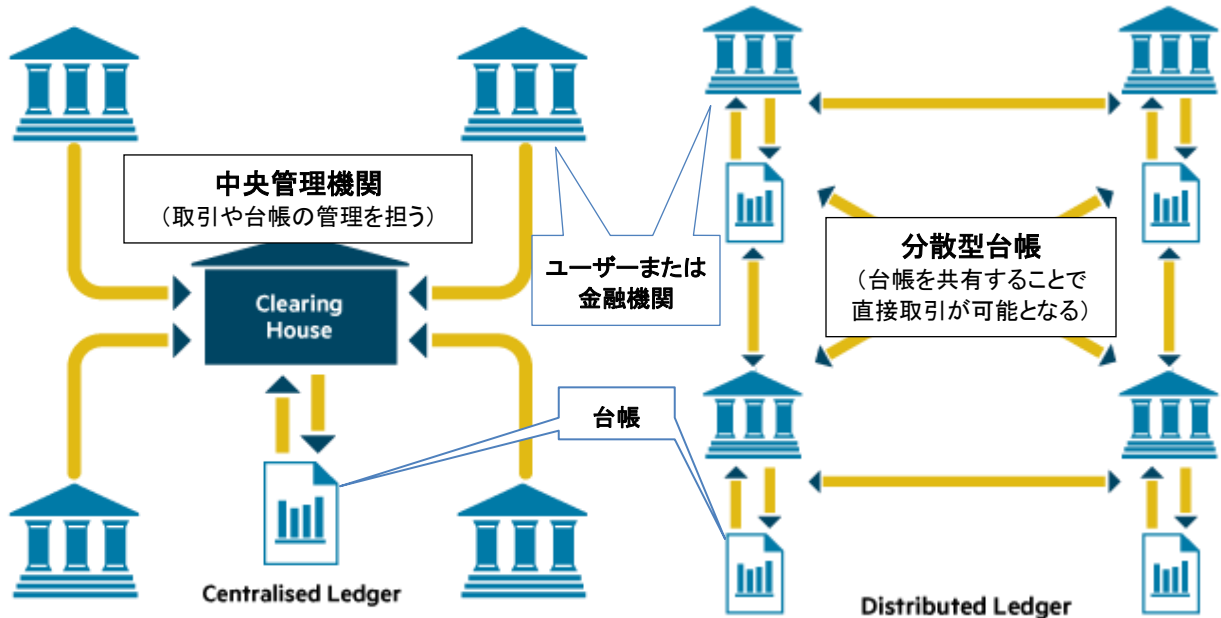 中央管理機関
（取引や台帳の管理を担う）
Clearing
House
ユーザーまたは
金融機関
台帳
Centralised Ledger
分散型台帳
（台帳を共有することで
直接取引が可能となる）
Distributed Ledger